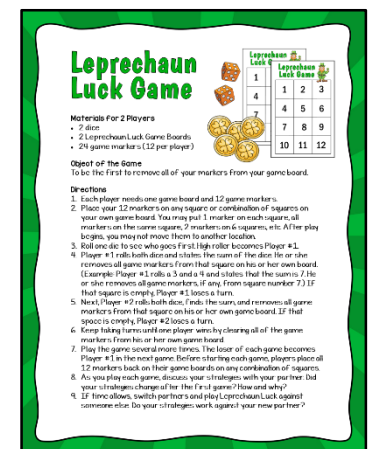 Leprechaun
Luck Game
Leprechaun
Luck G
1
4
7
Leprechaun
Luck Game
1 2 3
4 5 6
7 8 9
10 11 12
Materials for 2 Players
• 2 dice
• 2 Leprechaun Luck Game Boards
• 24 game markers (12 per player)
Object of the Game
To be the first to remove all of your markers from your game board.
Directions
1. Each player needs one game board and 12 game markers.
2. Place your 12 markers on any square or combination of squares on
your own game board. You may put 1 marker on each square, all
markers on the same square, 2 markers on 6 squares, etc. After play
begins, you may not move them to another location.
3. Roll one die to see who goes first. High roller becomes Player #1.
4. Player #1 rolls both dice and states the sum of the dice. He or she
removes all game markers from that square on his or her own board.
(Example: Player #1 rolls a 3 and a 4 and states that the sum is 7. He
or she removes all game markers, if any, from square number 7.) If
that square is empty, Player #1 loses a turn.
5. Next, Player #2 rolls both dice, finds the sum, and removes all game
markers from that square on his or her own game board. If that
space is empty, Player #2 loses a turn.
6. Keep taking turns until one player wins by clearing all of the game
markers from his or her own game board.
7. Play the game several more times. The loser of each game becomes
Player #1 in the next game. Before starting each game, players place all
12 markers back on their game boards on any combination of squares.
8. As you play each game, discuss your strategies with your partner. Did
your strategies change after the first game? How and why?
9. If time allows, switch partners and play Leprechaun Luck against
someone else. Do your strategies work against your new partner?